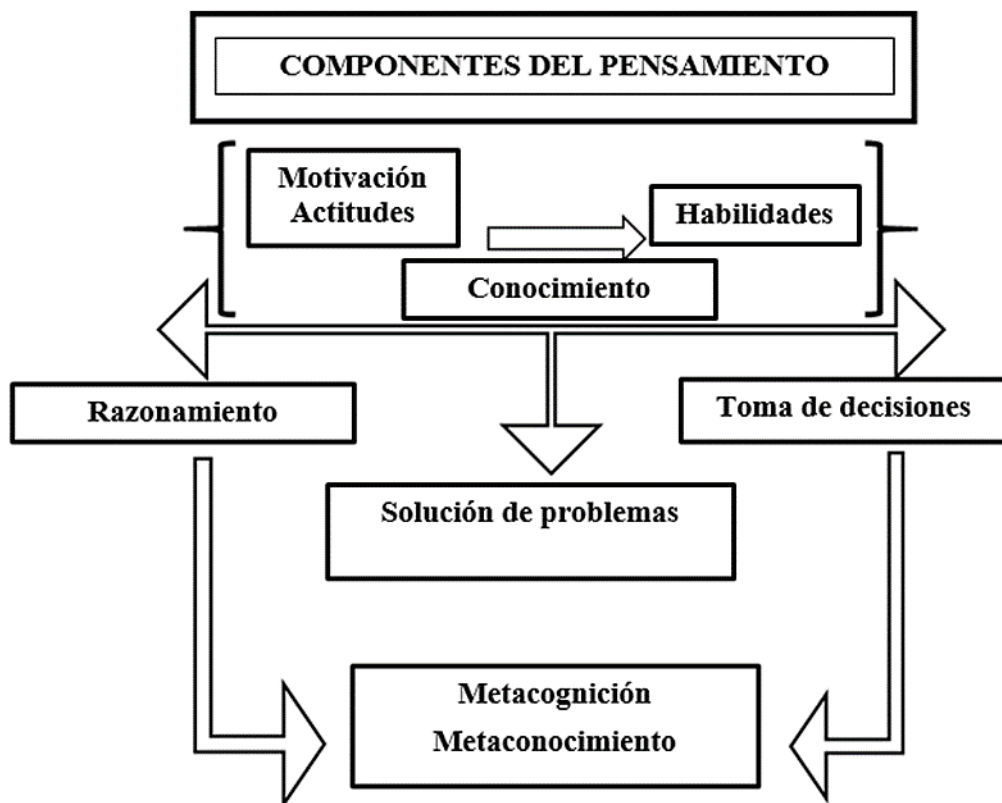 COMPONENTES DEL PENSAMIENTO
Motivación
Actitudes
Habilidades
Conocimiento
Razonamiento
Toma de decisiones
Solución de problemas
Metacognición
Metaconocimiento